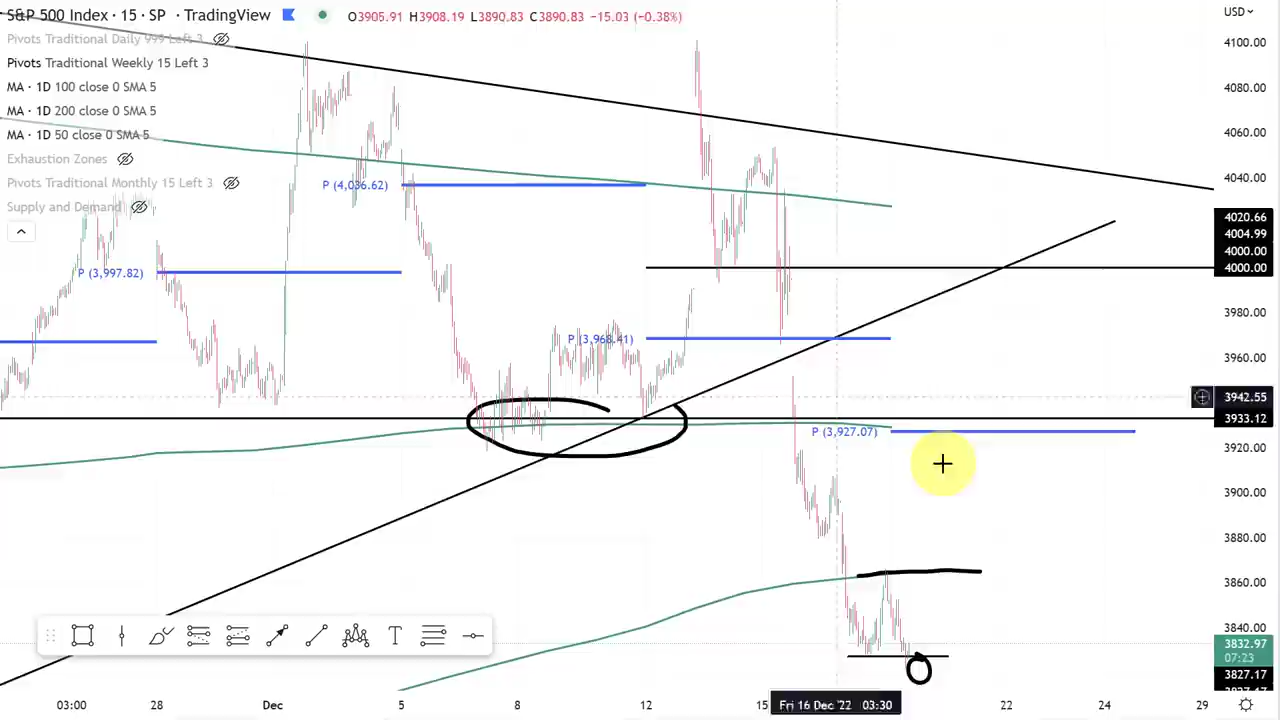 S&P 500 Index · 15 · SP · TradingView O3905.91 H3908.19 L3890.83 C3890.83 −15.03 (−0.38%)
USD
Pivots Traditional Daily 999 Left 3
Pivots Traditional Weekly 15 Left 3
MA · 1D 100 close 0 SMA 5
MA · 1D 200 close 0 SMA 5
MA · 1D 50 close 0 SMA 5
Exhaustion Zones
Pivots Traditional Monthly 15 Left 3
Supply and Demand
P (4,036.62)
P (3,997.82)
P (3,968.41)
P (3,927.07)
4100.00
4080.00
4060.00
4040.00
4020.66
4004.99
4000.00
4000.00
3980.00
3960.00
3942.55
3933.12
3920.00
3900.00
3880.00
3860.00
3840.00
3832.97
07:23
3827.17
3827.17
T
03:00 28 Dec 5 8 12 15 Fri 16 Dec '22 03:30 22 24 29